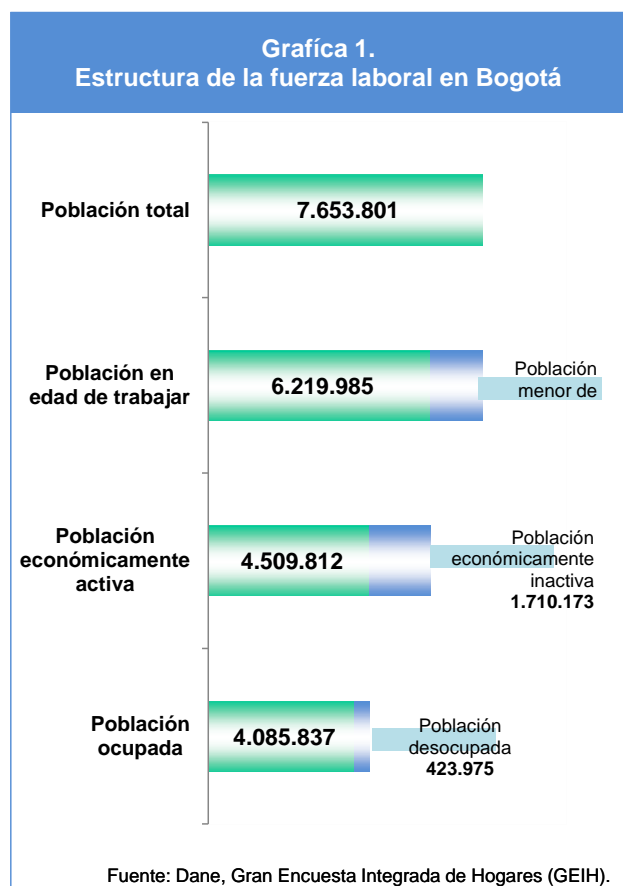 Grafíca 1.
Estructura de la fuerza laboral en Bogotá
Población total
7.653.801
Población en
edad de trabajar
6.219.985
Población
menor de
Población
económicamente
activa
4.509.812
Población
económicamente
inactiva
1.710.173
Población
ocupada
4.085.837
Población
desocupada
423.975
Fuente: Dane, Gran Encuesta Integrada de Hogares (GEIH).